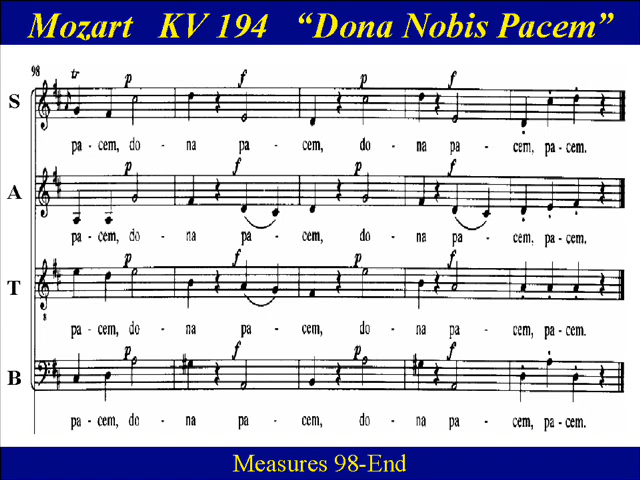 Mozart KV 194 “Dona Nobis Pacem”
98 tr p f p f
S
pa - cem, do - na pa - cem, do - na pa - cem, pa - cem.
p f p f
A
pa - cem, do - na pa - cem, do - na pa - cem, pa - cem.
p f p f
T
8
pa - cem, do - na pa - cem, do - na pa - cem, pa - cem.
p f p f
B
pa - cem, do - na pa - cem, do - na pa - cem, pa - cem.
Measures 98-End